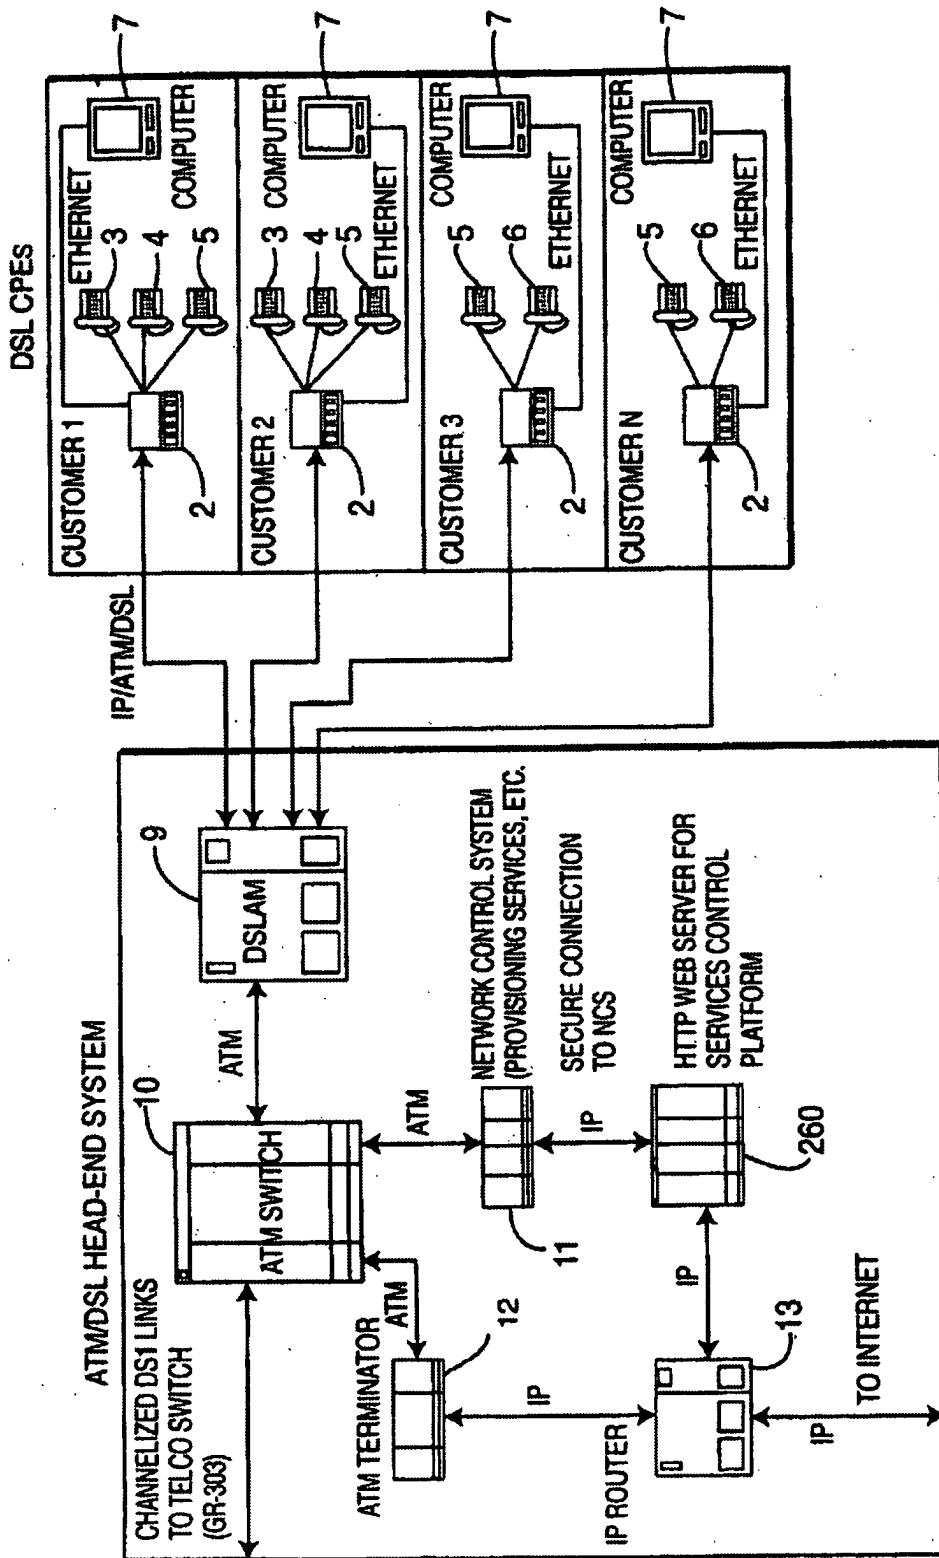 DSL CPEs
CUSTOMER 1
ETHERNET
3
4
5
COMPUTER
7
2
CUSTOMER 2
3
4
5
COMPUTER
ETHERNET
7
2
CUSTOMER 3
5
6
COMPUTER
ETHERNET
7
2
CUSTOMER N
5
6
COMPUTER
ETHERNET
7
2
IP/ATM/DSL
ATM/DSL HEAD-END SYSTEM
CHANNELIZED DS1 LINKS
TO TELCO SWITCH
(GR-303)
10
ATM SWITCH
ATM
9
DSLAM
ATM
ATM TERMINATOR
12
ATM
NETWORK CONTROL SYSTEM
(PROVISIONING SERVICES, ETC.
11
SECURE CONNECTION
TO NCS
IP
IP
IP ROUTER
13
IP
HTTP WEB SERVER FOR
SERVICES CONTROL
PLATFORM
260
IP
TO INTERNET